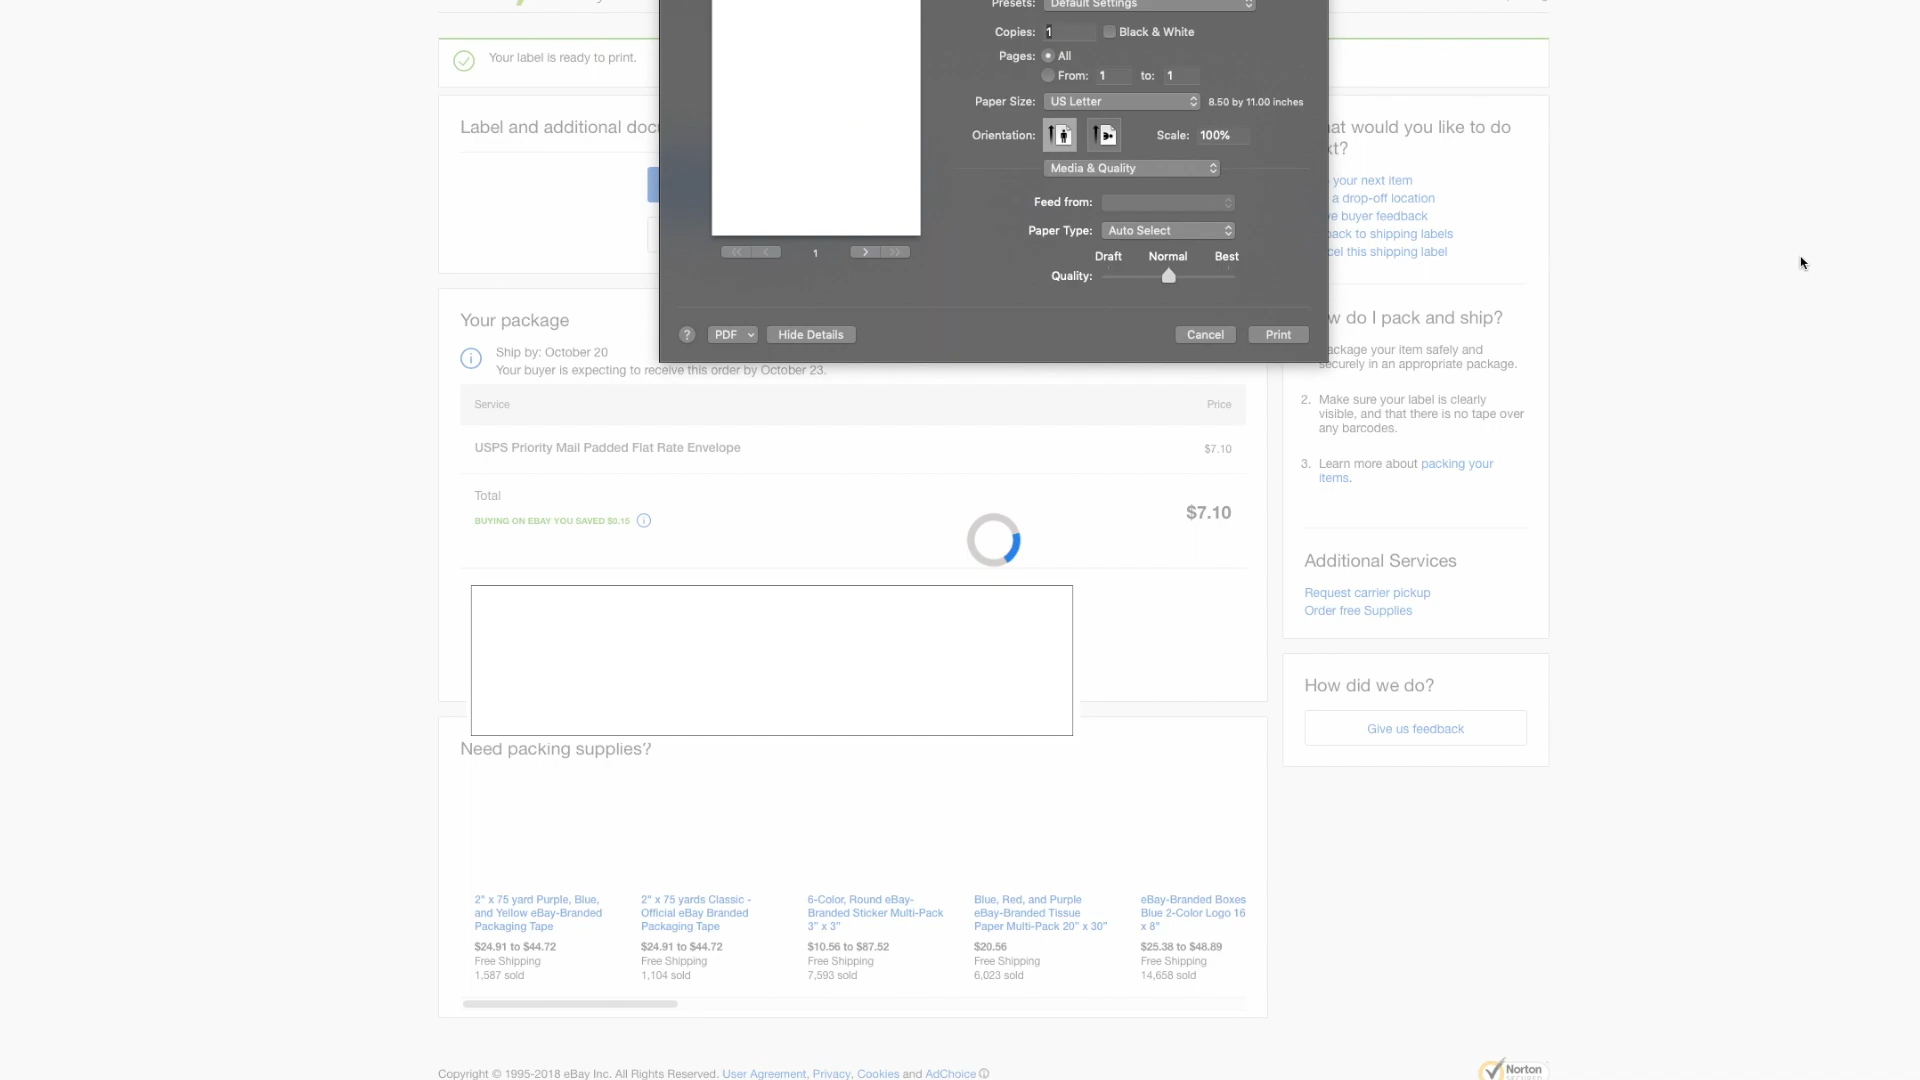 Presets:
Default Settings
Copies:
1
Black & White
Your label is ready to print.
Pages:
All
From:
1
to:
1
Paper Size:
US Letter
8.50 by 11.00 inches
Label and additional
Orientation:
Scale:
100%
Media & Quality
Feed from:
Paper Type:
Auto Select
Draft
Normal
Best
Quality:
1
?
PDF
Hide Details
Cancel
Print
would you like to do
your next item
a drop-off location
buyer feedback
to shipping labels
this shipping label
Your package
Ship by: October 20
Your buyer is expecting to receive this order by October 23.
Service
Price
USPS Priority Mail Padded Flat Rate Envelope
$7.10
Total
BUYING ON EBAY YOU SAVED $0.15
$7.10
do I pack and ship?
your item safely and
securely in an appropriate package.
2. Make sure your label is clearly
visible, and that there is no tape over
any barcodes.
3. Learn more about packing your
items.
Additional Services
Request carrier pickup
Order free Supplies
How did we do?
Give us feedback
Need packing supplies?
2" x 75 yard Purple, Blue,
and Yellow eBay-Branded
Packaging Tape
$24.91 to $44.72
Free Shipping
1,587 sold
2" x 75 yards Classic -
Official eBay Branded
Packaging Tape
$24.91 to $44.72
Free Shipping
1,104 sold
6-Color, Round eBay-
Branded Sticker Multi-Pack
3" x 3"
$10.56 to $87.52
Free Shipping
7,593 sold
Blue, Red, and Purple
eBay-Branded Tissue
Paper Multi-Pack 20" x 30"
$20.56
Free Shipping
6,023 sold
eBay-Branded Boxes
Blue 2-Color Logo 16
x 8"
$25.38 to $48.89
Free Shipping
14,658 sold
Copyright © 1995-2018 eBay Inc. All Rights Reserved. User Agreement, Privacy, Cookies and AdChoice
Norton